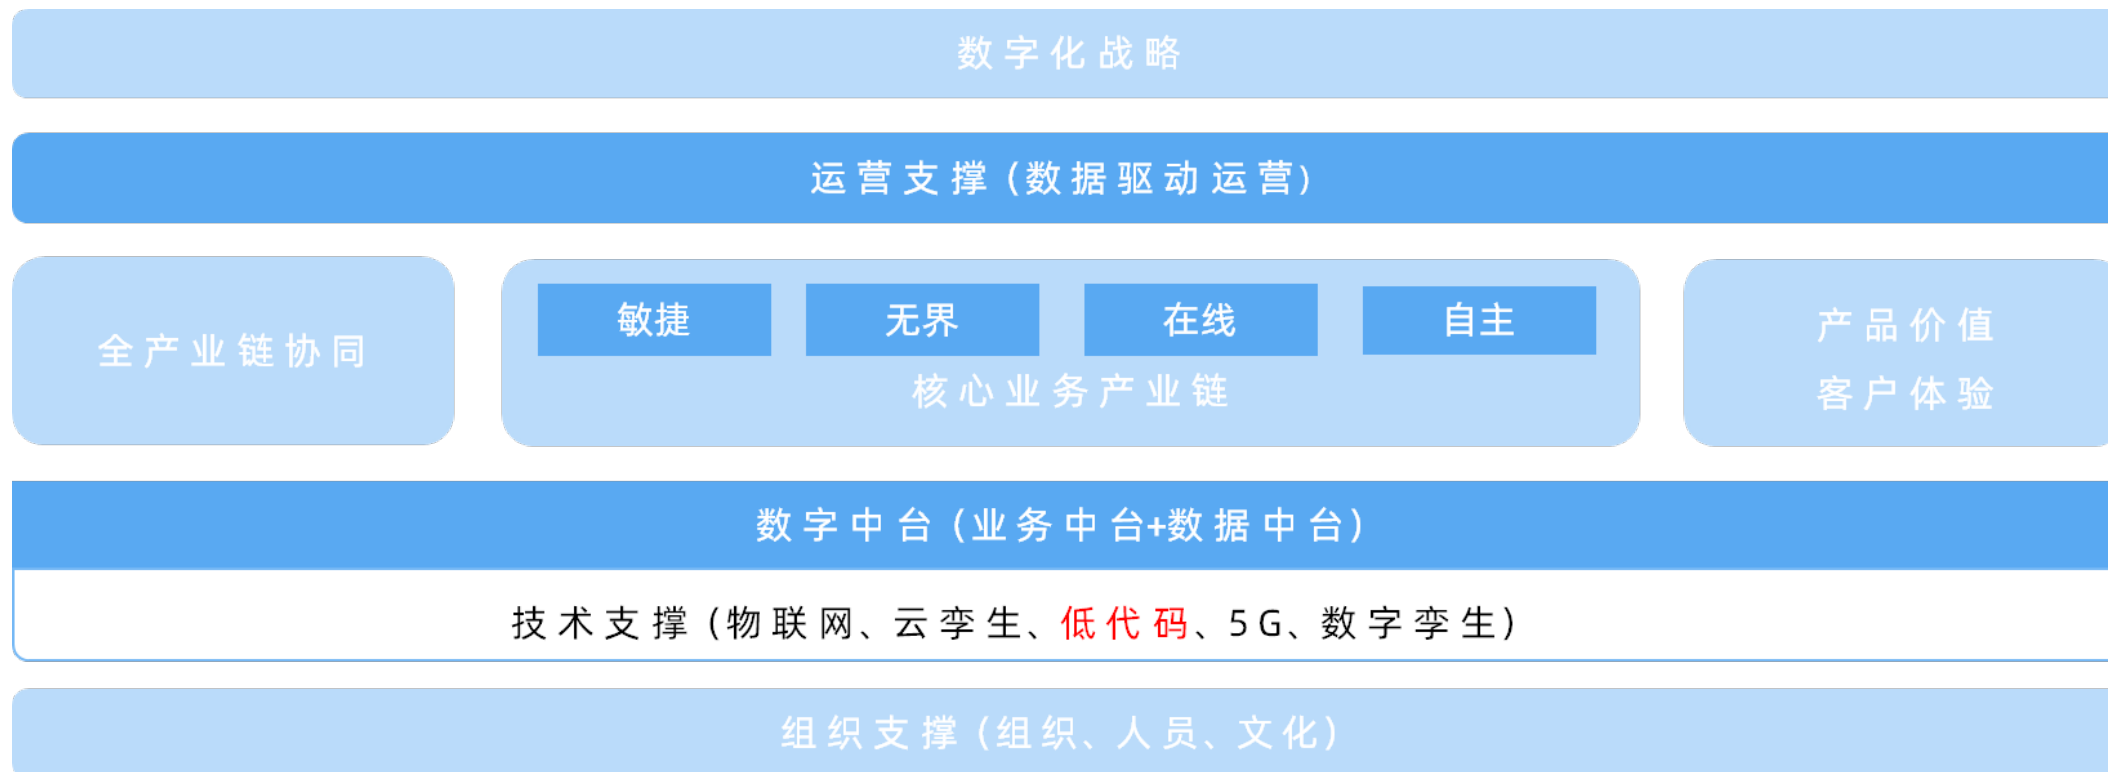 数字化战略
运营支撑（数据驱动运营）
全产业链协同
敏捷
无界
在线
自主
核心业务产业链
产品价值
客户体验
数字中台（业务中台+数据中台）
技术支撑（物联网、云孪生、低代码、5G、数字孪生）
组织支撑（组织、人员、文化）